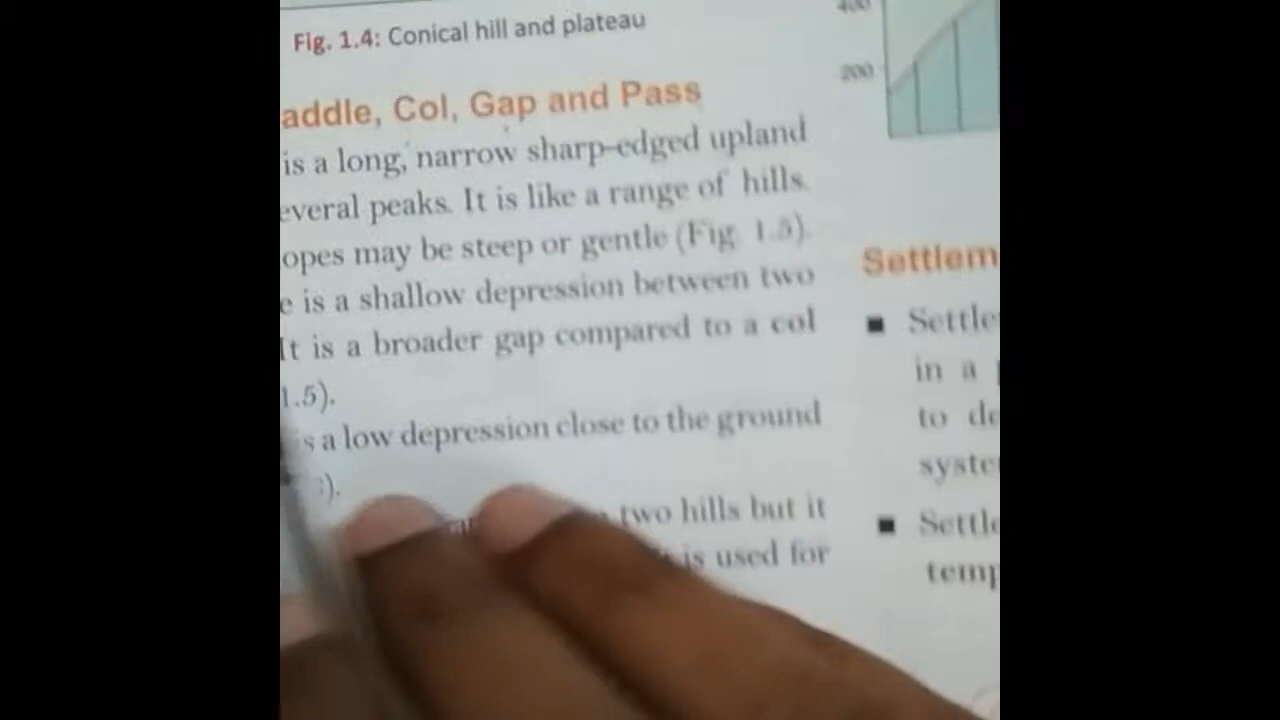 Fig. 1.4: Conical hill and plateau
addle, Col, Gap and Pass
is a long, narrow sharp-edged upland
everal peaks. It is like a range of hills.
opes may be steep or gentle (Fig. 1.5).
e is a shallow depression between two
It is a broader gap compared to a col
1.5).
s a low depression close to the ground
).
two hills but it
is used for
400
200
Settlem
■ Settle
in a
to de
syste
■ Settle
temp